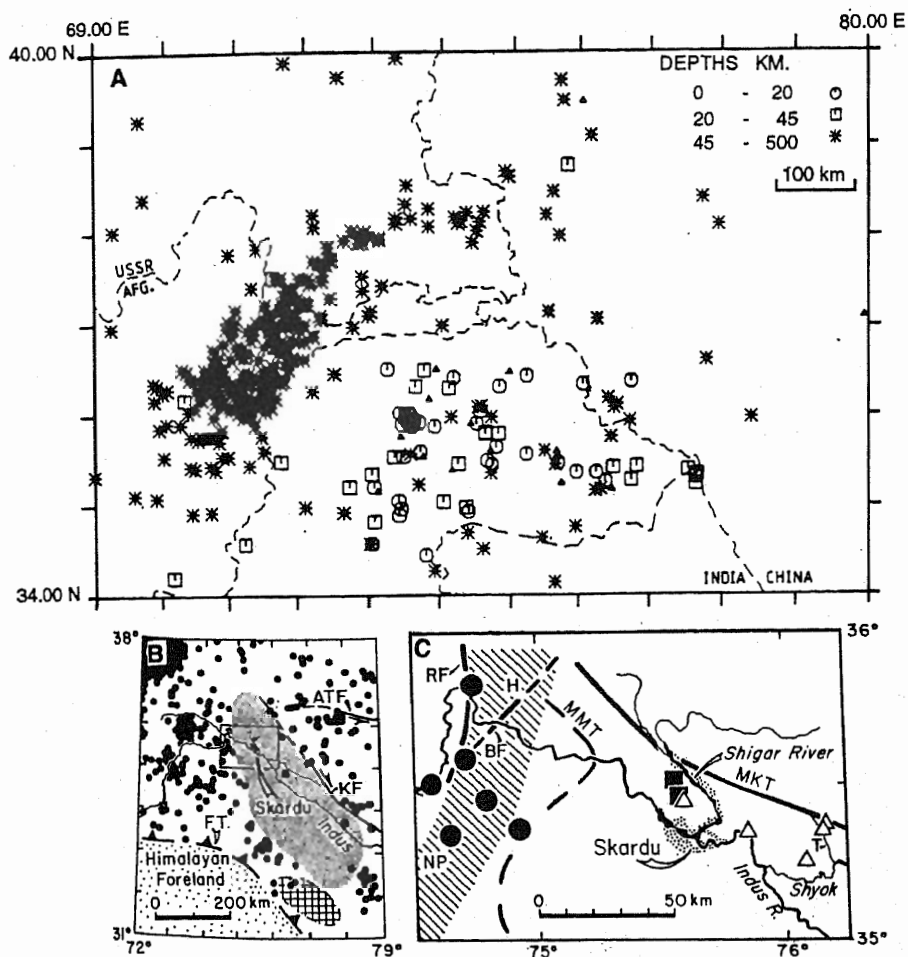 69.00 E
80.00 E
40.00 N
A
DEPTHS KM.
0 - 20
20 - 45
45 - 500
100 km
USSR
AFG.
34.00 N
INDIA CHINA
38°
B
ATF
KF
Skardu
Indus
FT
Himalayan
Foreland
0 200 km
31°
72°
79°
C
36°
RF
H
MMT
BF
Shigar River
MKT
Skardu
NP
T
Shyok
Indus R.
0 50 km
75°
76°
35°